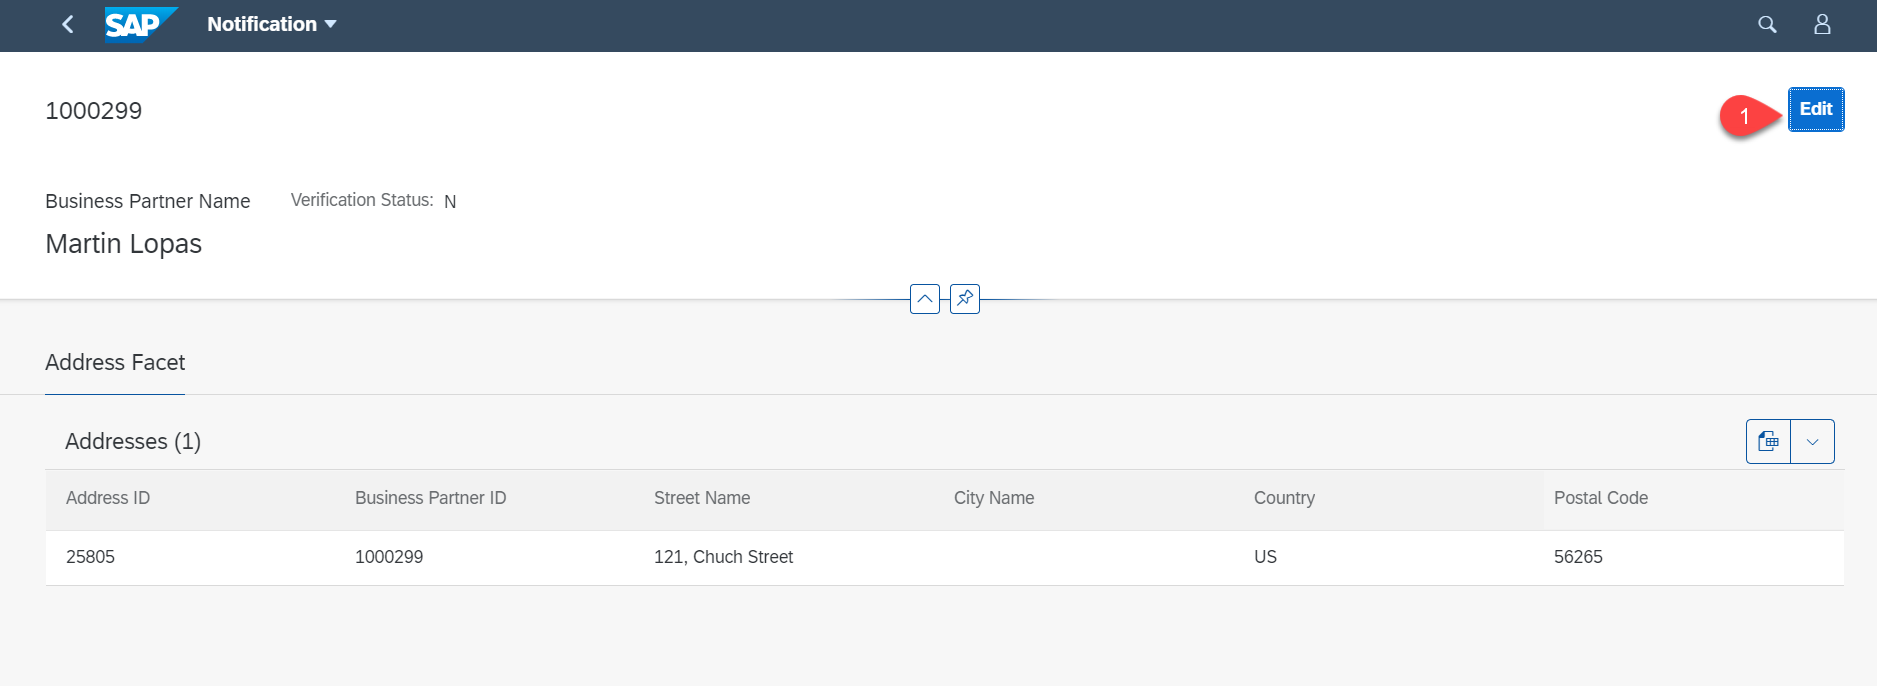 SAP Notification
1000299
1 Edit
Business Partner Name Verification Status: N
Martin Lopas
Address Facet
Addresses (1)
Address ID Business Partner ID Street Name City Name Country Postal Code
25805 1000299 121, Chuch Street US 56265